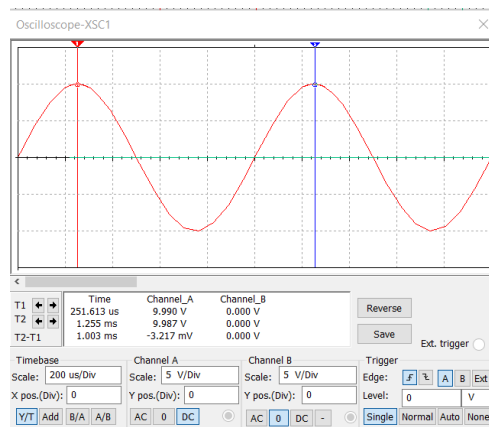 Oscilloscope-XSC1
1 2
Time Channel_A Channel_B
T1 251.613 us 9.990 V 0.000 V
T2 1.255 ms 9.987 V 0.000 V
T2-T1 1.003 ms -3.217 mV 0.000 V
Reverse
Save
Ext. trigger
Timebase Channel A Channel B Trigger
Scale: 200 us/Div Scale: 5 V/Div Scale: 5 V/Div Edge: A B Ext
X pos.(Div): 0 Y pos.(Div): 0 Y pos.(Div): 0 Level: 0 V
Y/T Add B/A A/B AC 0 DC AC 0 DC - Single Normal Auto None